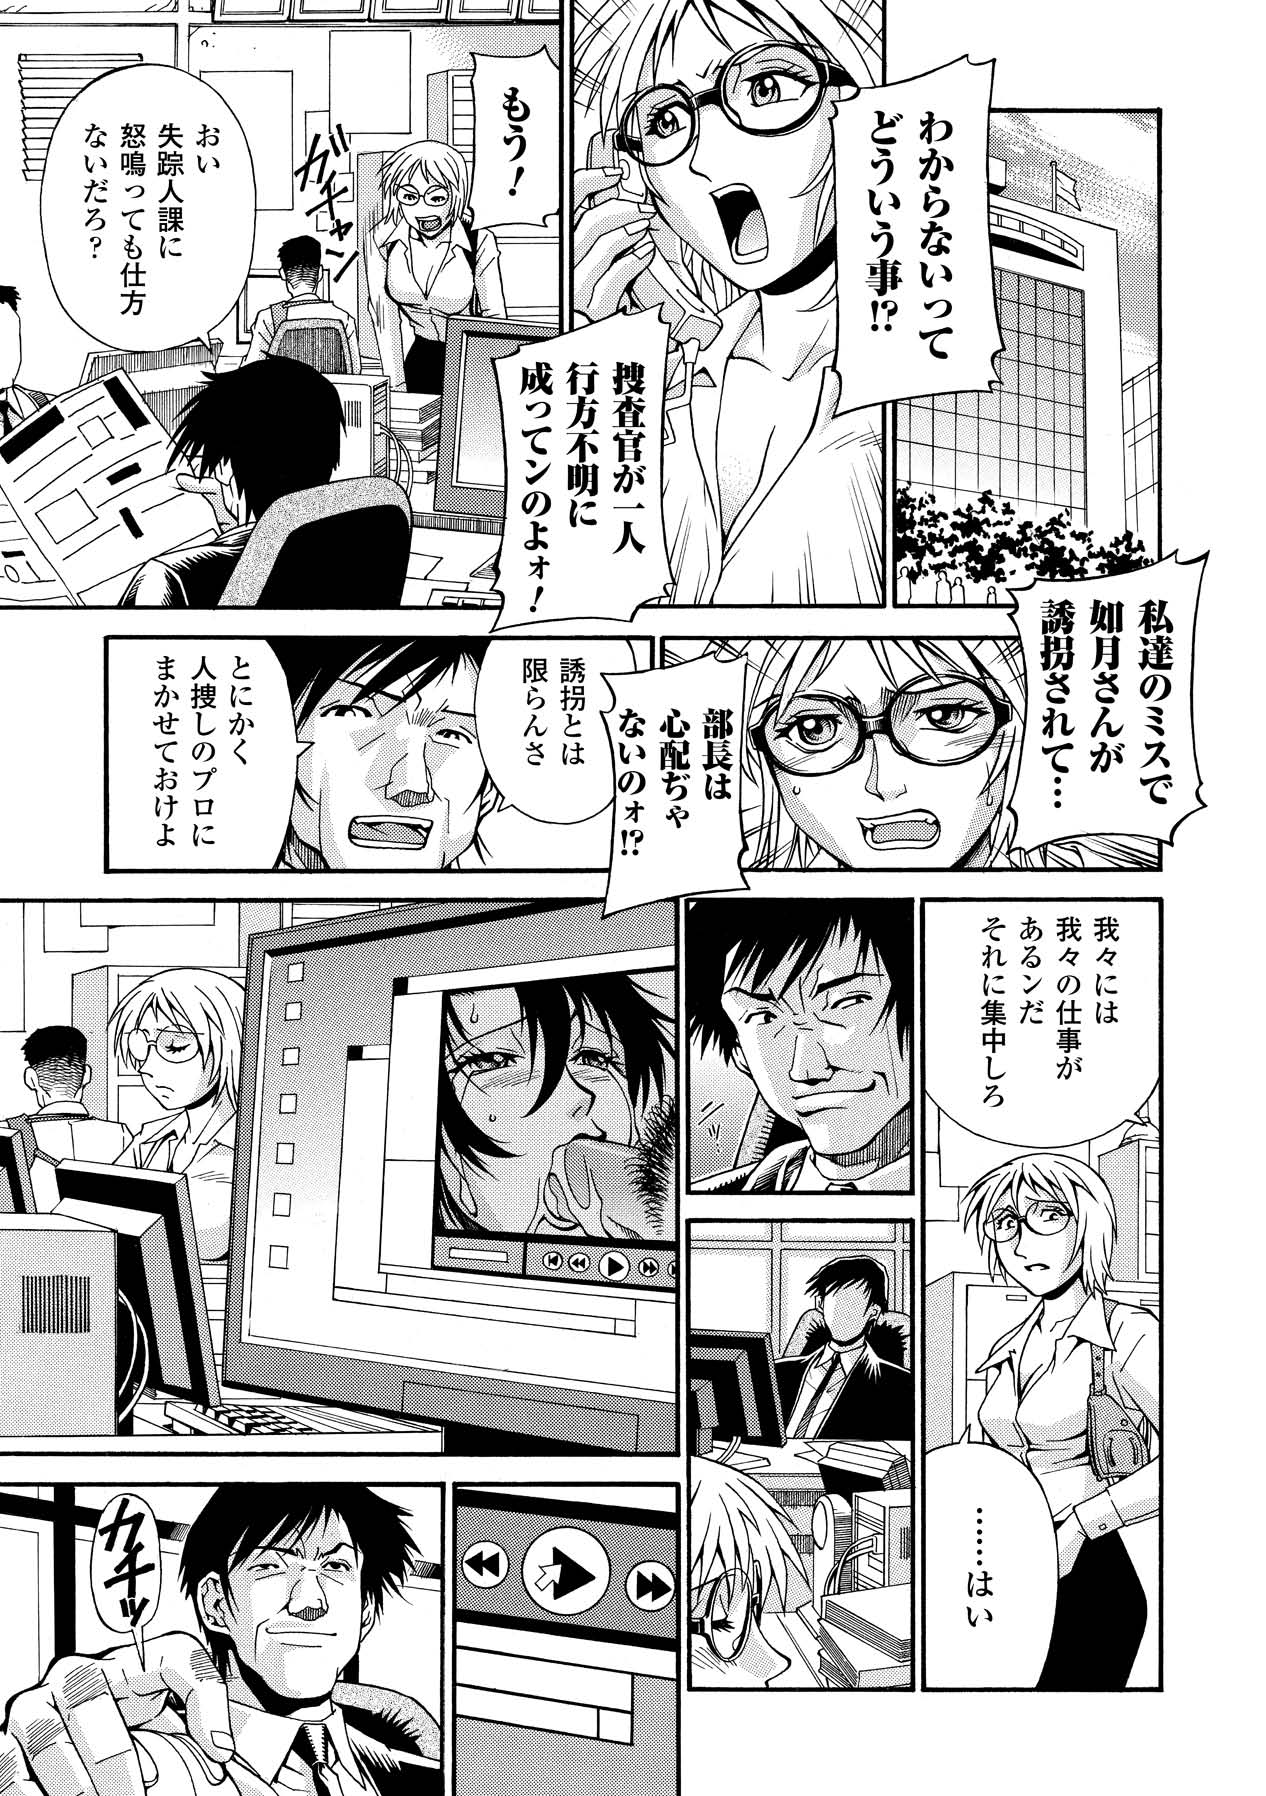 わからないって
どういう事!?
捜査官が一人
行方不明に
成ってンのよォ！
もう！
ガチャン
おい
失踪人課に
怒鳴っても仕方
ないだろ？
私達のミスで
如月さんが
誘拐されて…
部長は
心配ぢゃ
ないのォ!?
誘拐とは
限らんさ
とにかく
人捜しのプロに
まかせておけよ
我々には
我々の仕事が
あるンだ
それに集中しろ
……はい
カチッ